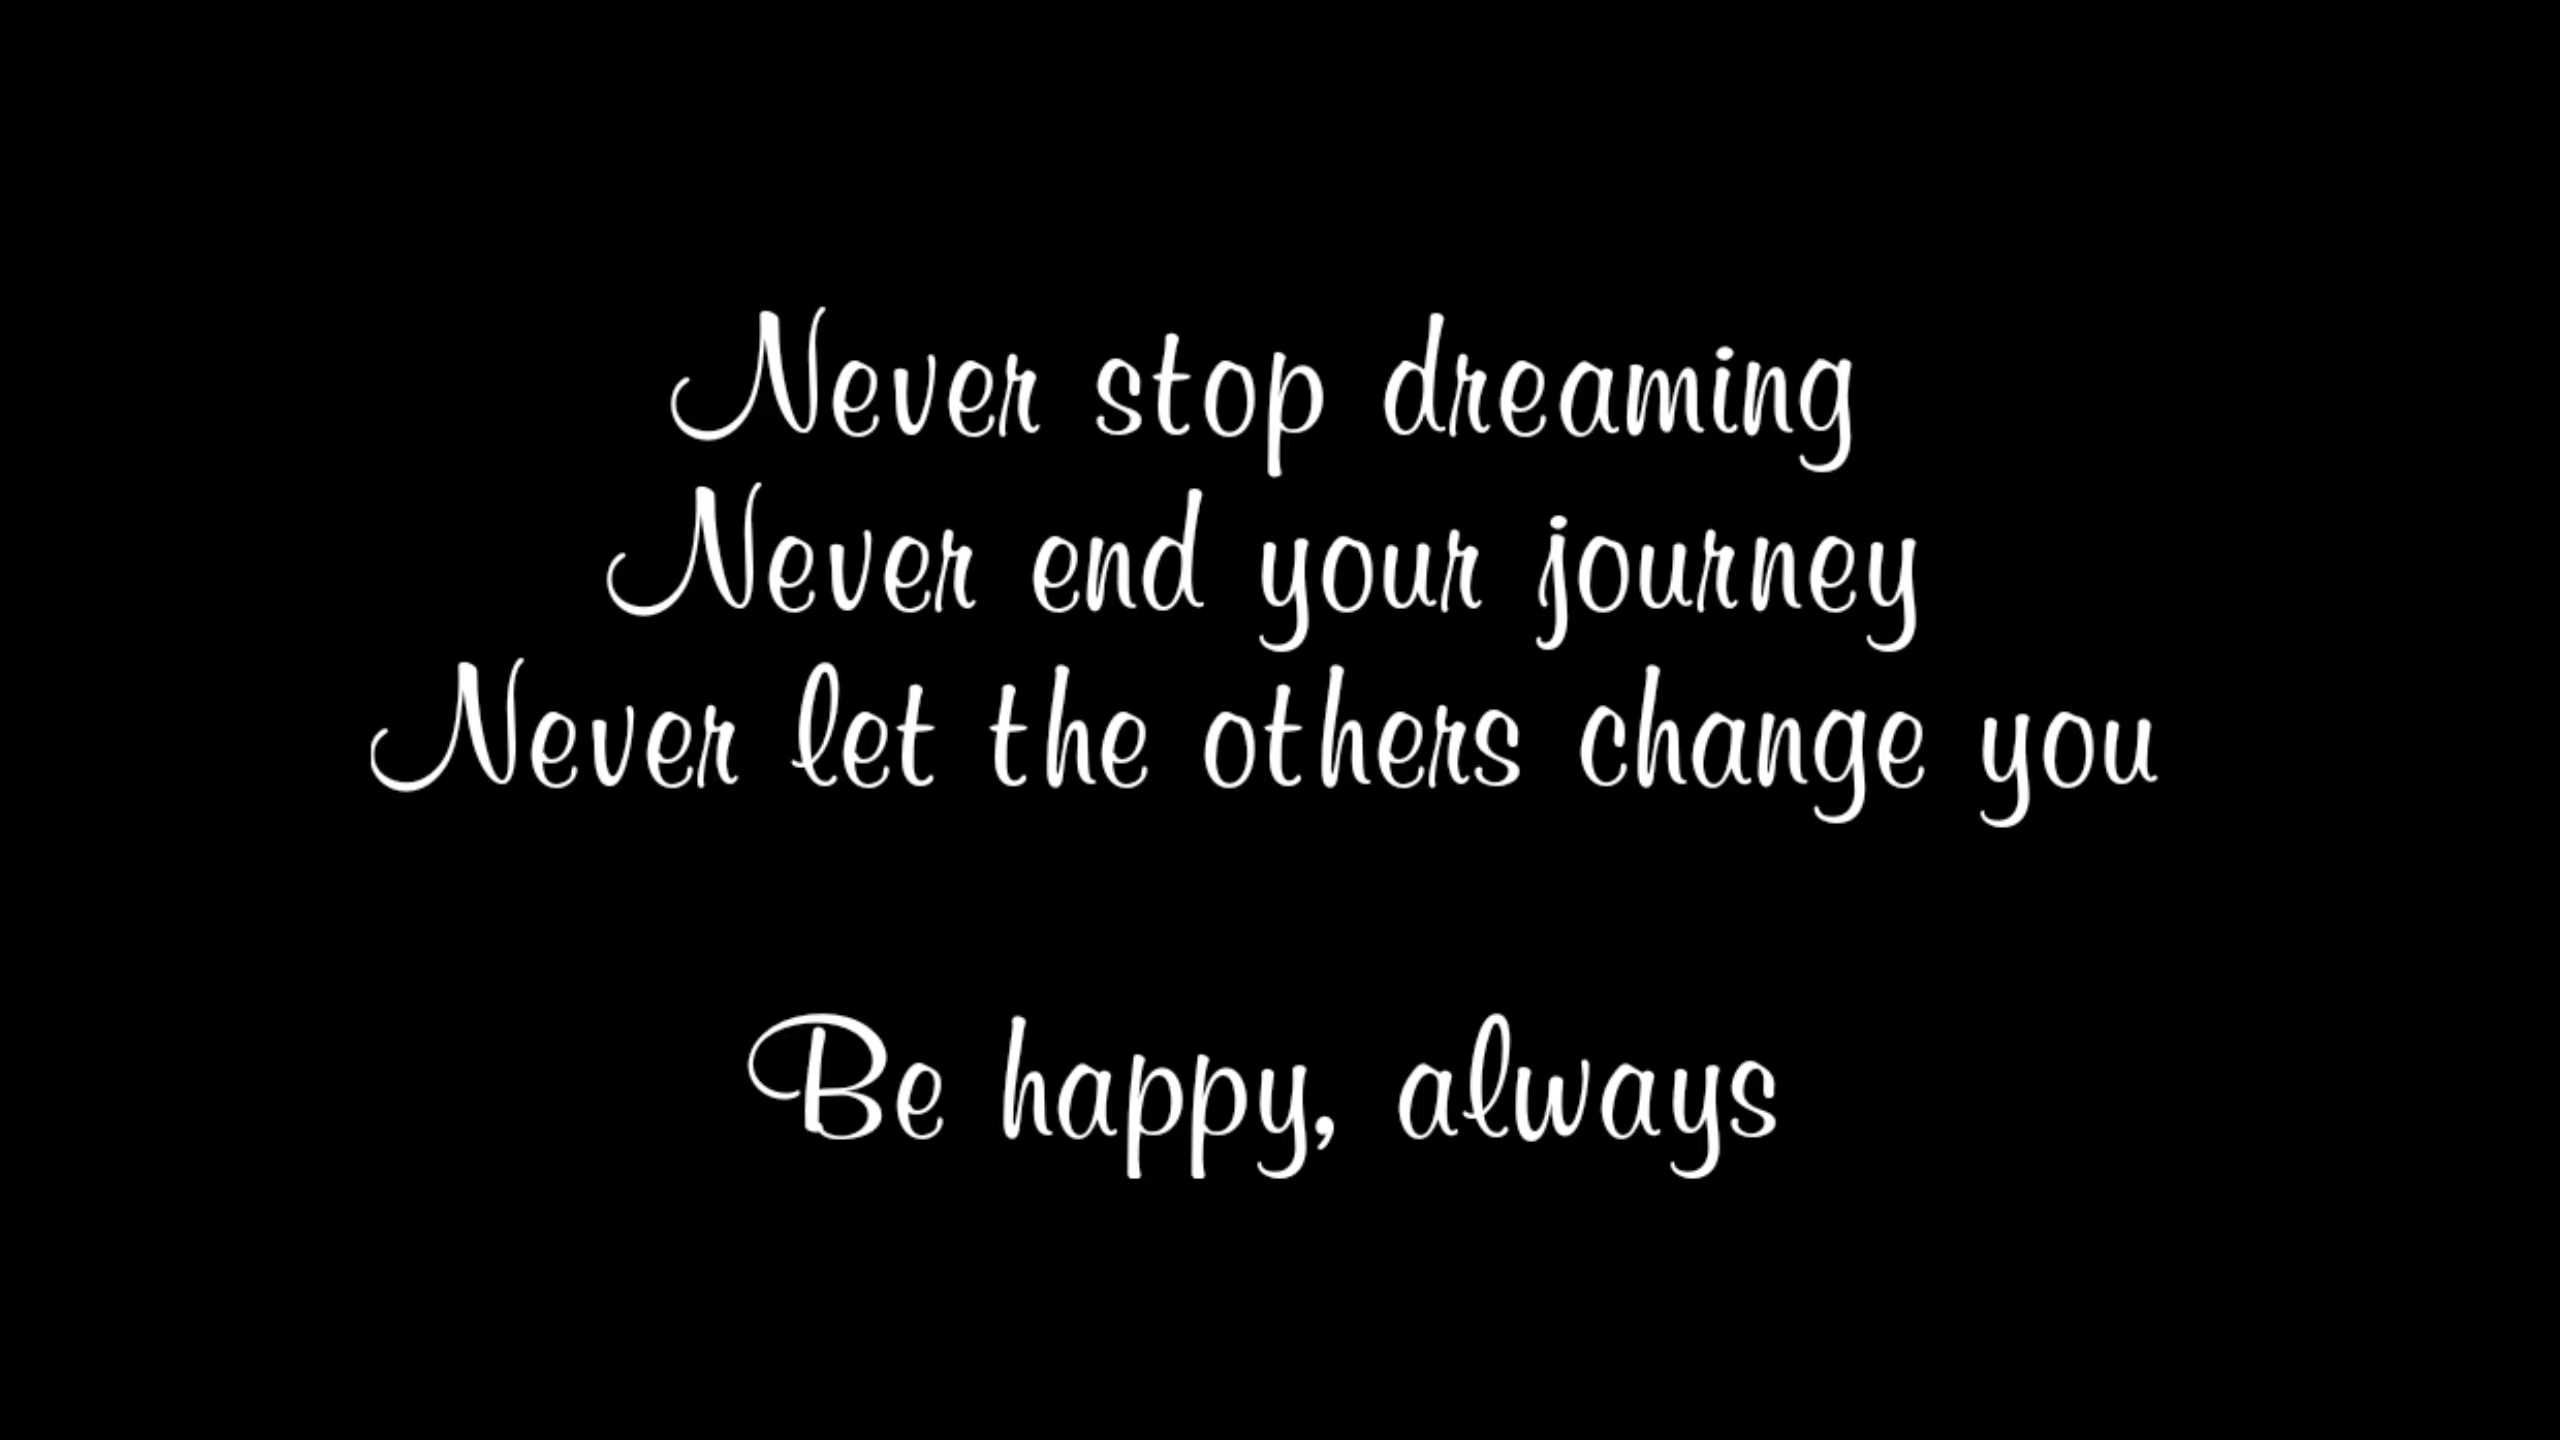 Never stop dreaming
Never end your journey
Never let the others change you
Be happy, always